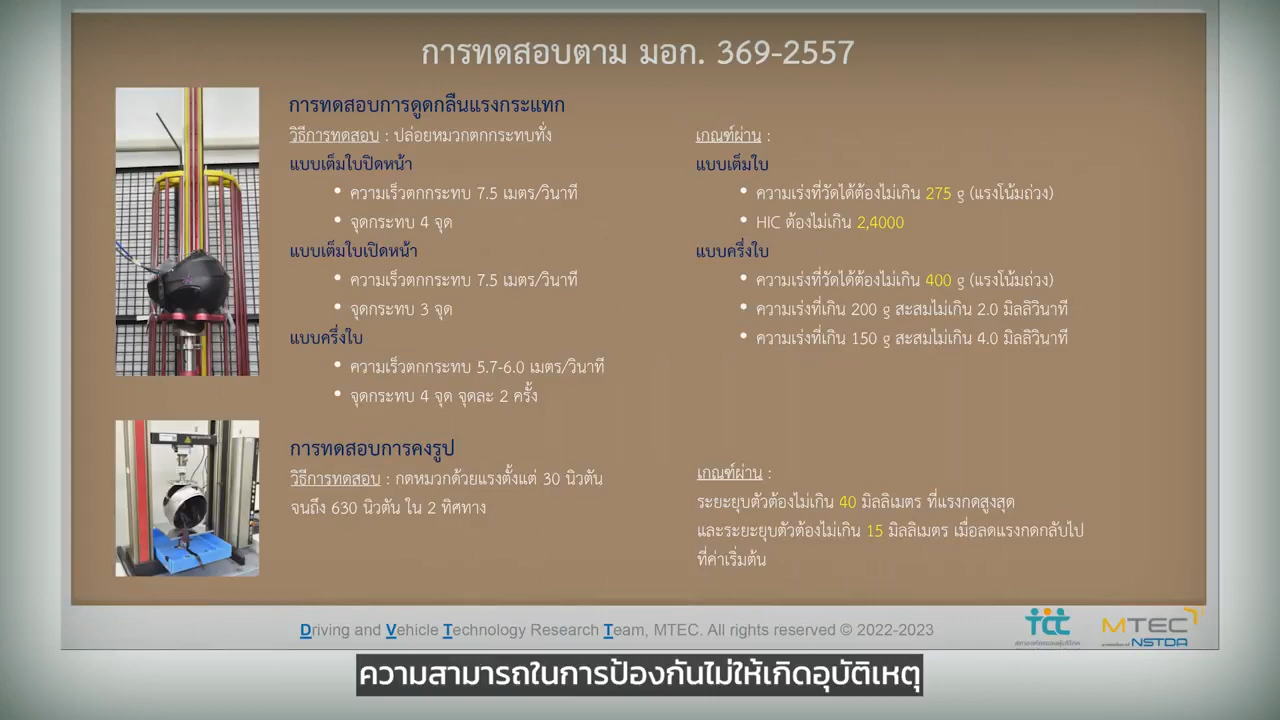 การทดสอบตาม มอก. 369-2557
การทดสอบการดูดกลืนแรงกระแทก
วิธีการทดสอบ : ปล่อยหมวกตกกระทบทั่ง
แบบเต็มใบปิดหน้า
• ความเร็วตกกระทบ 7.5 เมตร/วินาที
• จุดกระทบ 4 จุด
แบบเต็มใบเปิดหน้า
• ความเร็วตกกระทบ 7.5 เมตร/วินาที
• จุดกระทบ 3 จุด
แบบครึ่งใบ
• ความเร็วตกกระทบ 5.7-6.0 เมตร/วินาที
• จุดกระทบ 4 จุด จุดละ 2 ครั้ง
เกณฑ์ผ่าน :
แบบเต็มใบ
• ความเร่งที่วัดได้ต้องไม่เกิน 275 g (แรงโน้มถ่วง)
• HIC ต้องไม่เกิน 2,4000
แบบครึ่งใบ
• ความเร่งที่วัดได้ต้องไม่เกิน 400 g (แรงโน้มถ่วง)
• ความเร่งที่เกิน 200 g สะสมไม่เกิน 2.0 มิลลิวินาที
• ความเร่งที่เกิน 150 g สะสมไม่เกิน 4.0 มิลลิวินาที
การทดสอบการคงรูป
วิธีการทดสอบ : กดหมวกด้วยแรงตั้งแต่ 30 นิวตัน
จนถึง 630 นิวตัน ใน 2 ทิศทาง
เกณฑ์ผ่าน :
ระยะยุบตัวต้องไม่เกิน 40 มิลลิเมตร ที่แรงกดสูงสุด
และระยะยุบตัวต้องไม่เกิน 15 มิลลิเมตร เมื่อลดแรงกดกลับไป
ที่ค่าเริ่มต้น
Driving and Vehicle Technology Research Team, MTEC. All rights reserved © 2022-2023
tcc
MTEC
NSTDA
ความสามารถในการป้องกันไม่ให้เกิดอุบัติเหตุ